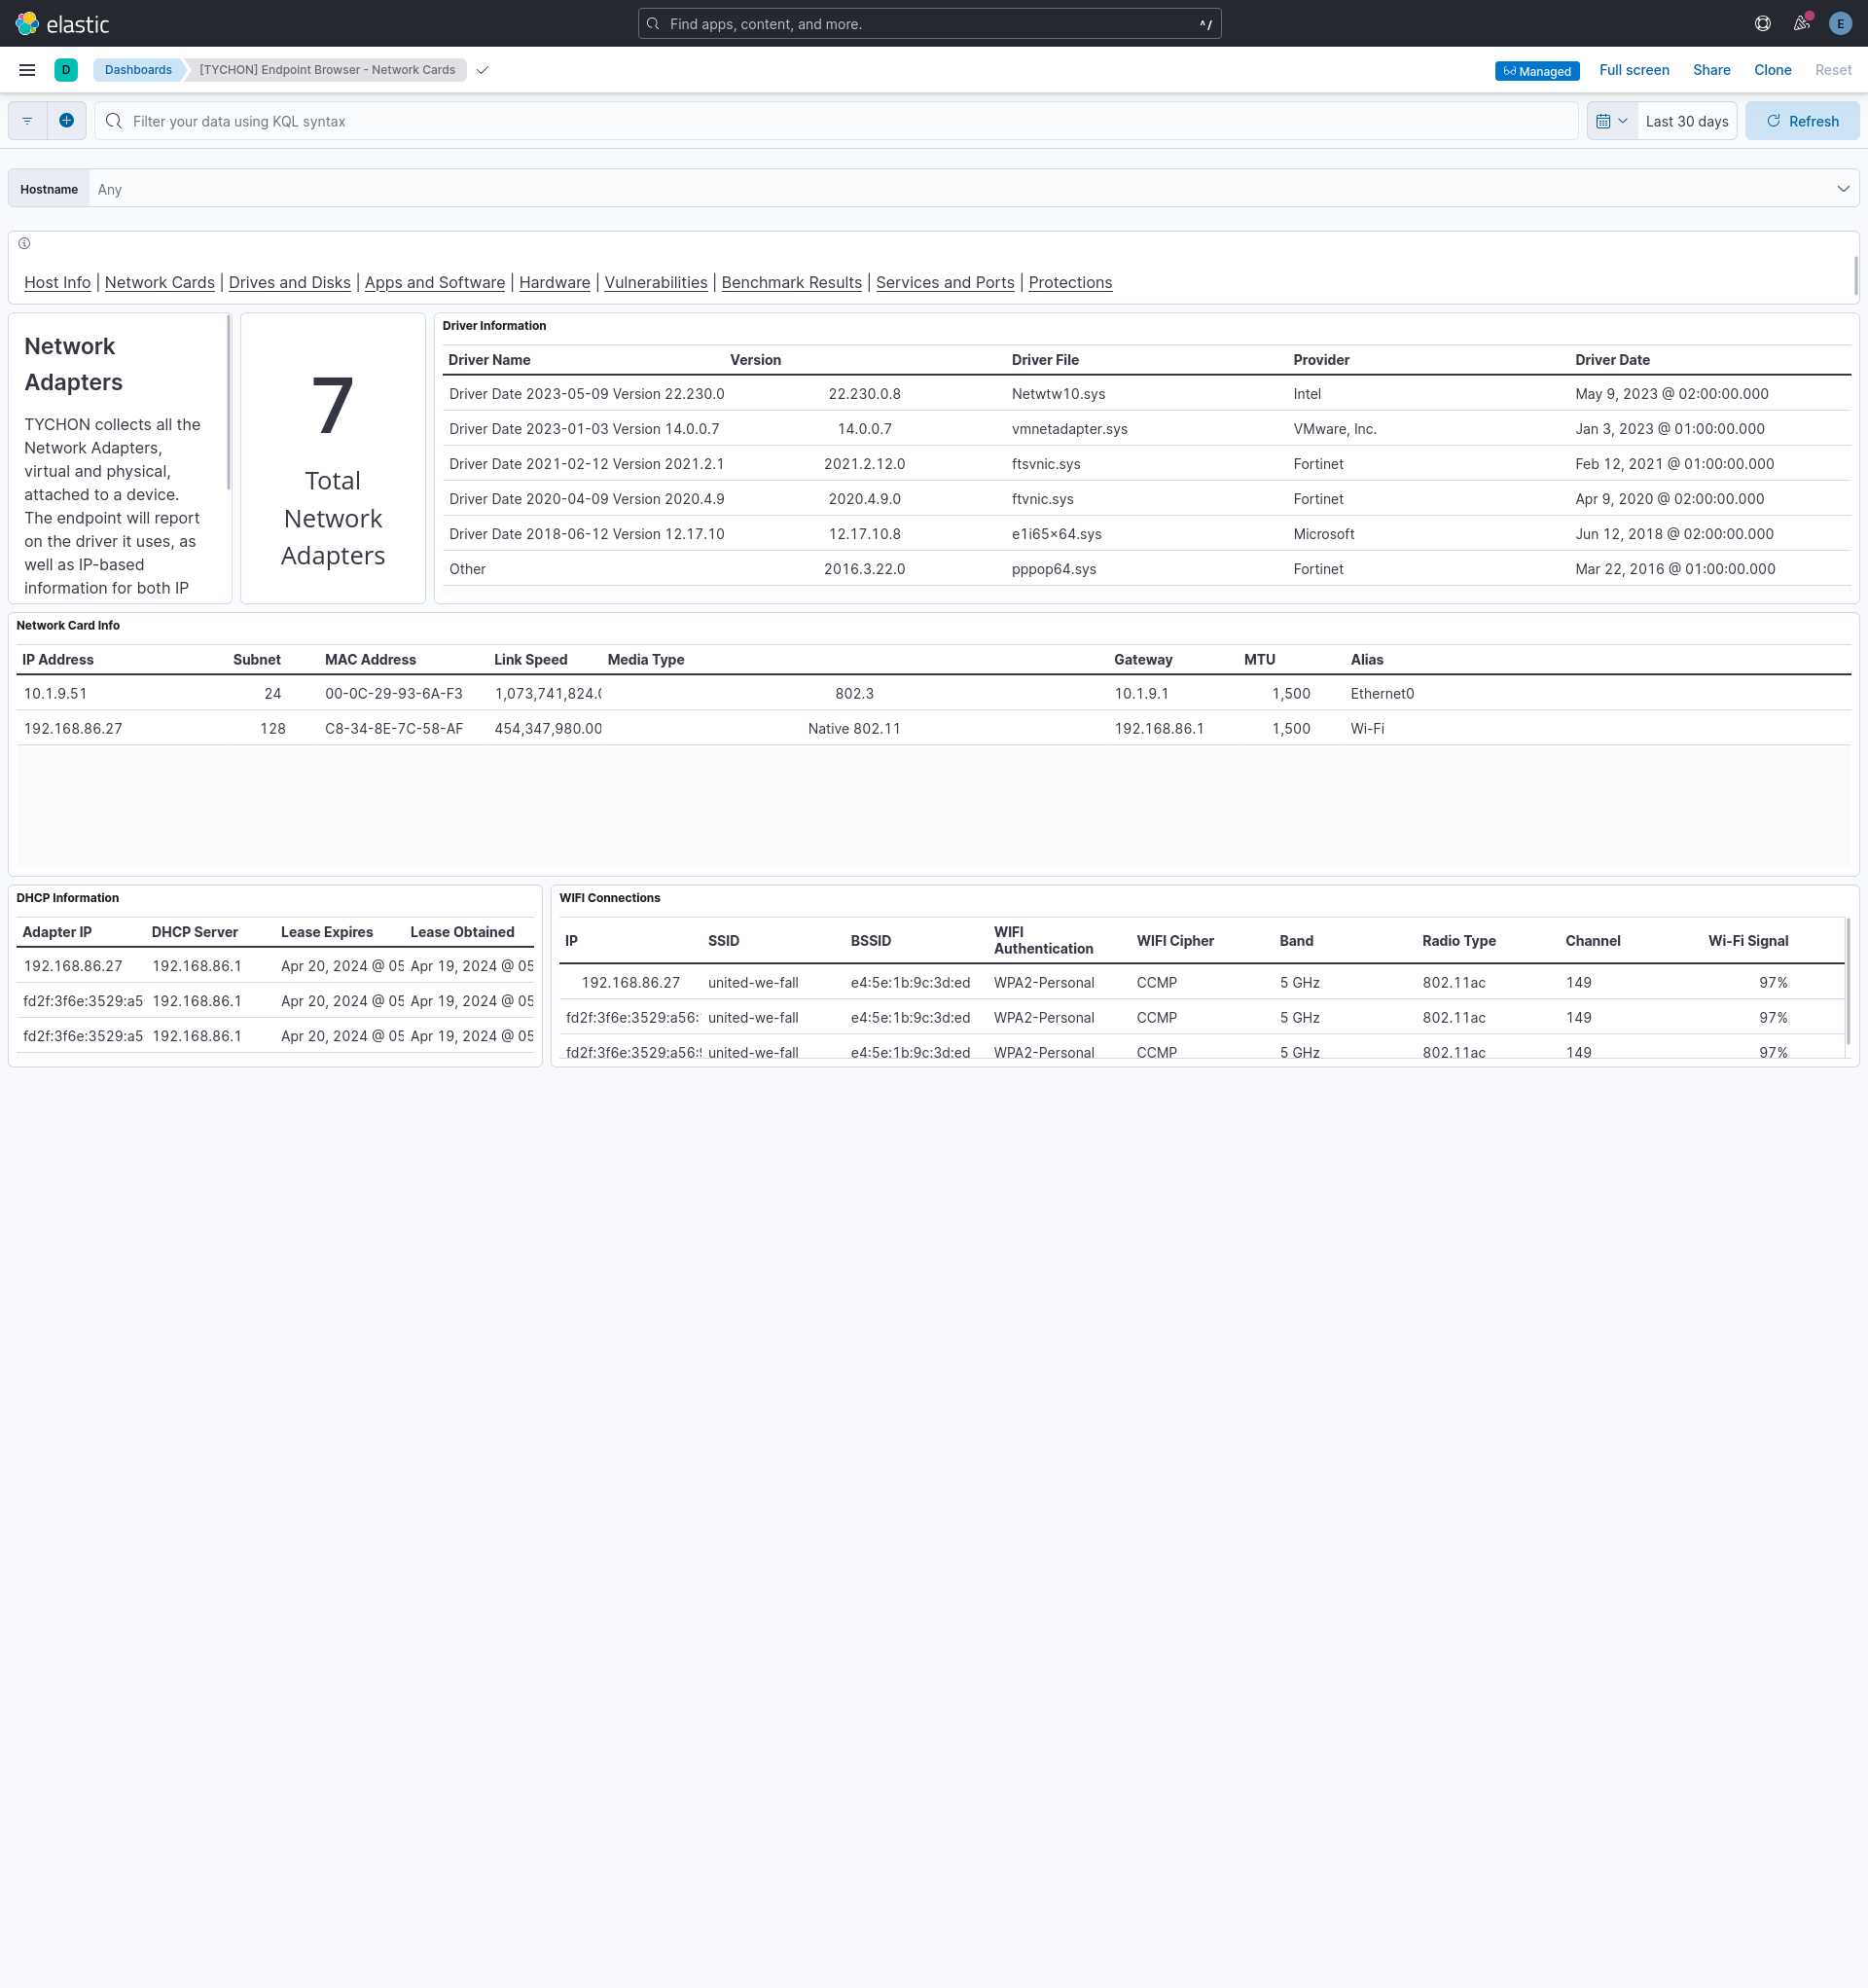 elastic
Find apps, content, and more. ^/
E
D Dashboards [TYCHON] Endpoint Browser - Network Cards Managed Full screen Share Clone Reset
Filter your data using KQL syntax Last 30 days Refresh
Hostname Any
Host Info | Network Cards | Drives and Disks | Apps and Software | Hardware | Vulnerabilities | Benchmark Results | Services and Ports | Protections
Network
Adapters
TYCHON collects all the
Network Adapters,
virtual and physical,
attached to a device.
The endpoint will report
on the driver it uses, as
well as IP-based
information for both IP
7
Total
Network
Adapters
Driver Information
Driver Name Version Driver File Provider Driver Date
Driver Date 2023-05-09 Version 22.230.0 22.230.0.8 Netwtw10.sys Intel May 9, 2023 @ 02:00:00.000
Driver Date 2023-01-03 Version 14.0.0.7 14.0.0.7 vmnetadapter.sys VMware, Inc. Jan 3, 2023 @ 01:00:00.000
Driver Date 2021-02-12 Version 2021.2.1 2021.2.12.0 ftsvnic.sys Fortinet Feb 12, 2021 @ 01:00:00.000
Driver Date 2020-04-09 Version 2020.4.9 2020.4.9.0 ftvnic.sys Fortinet Apr 9, 2020 @ 02:00:00.000
Driver Date 2018-06-12 Version 12.17.10 12.17.10.8 e1i65x64.sys Microsoft Jun 12, 2018 @ 02:00:00.000
Other 2016.3.22.0 pppop64.sys Fortinet Mar 22, 2016 @ 01:00:00.000
Network Card Info
IP Address Subnet MAC Address Link Speed Media Type Gateway MTU Alias
10.1.9.51 24 00-0C-29-93-6A-F3 1,073,741,824.0 802.3 10.1.9.1 1,500 Ethernet0
192.168.86.27 128 C8-34-8E-7C-58-AF 454,347,980.00 Native 802.11 192.168.86.1 1,500 Wi-Fi
DHCP Information
Adapter IP DHCP Server Lease Expires Lease Obtained
192.168.86.27 192.168.86.1 Apr 20, 2024 @ 05 Apr 19, 2024 @ 05
fd2f:3f6e:3529:a5 192.168.86.1 Apr 20, 2024 @ 05 Apr 19, 2024 @ 05
fd2f:3f6e:3529:a5 192.168.86.1 Apr 20, 2024 @ 05 Apr 19, 2024 @ 05
WIFI Connections
IP SSID BSSID WIFI Authentication WIFI Cipher Band Radio Type Channel Wi-Fi Signal
192.168.86.27 united-we-fall e4:5e:1b:9c:3d:ed WPA2-Personal CCMP 5 GHz 802.11ac 149 97%
fd2f:3f6e:3529:a56: united-we-fall e4:5e:1b:9c:3d:ed WPA2-Personal CCMP 5 GHz 802.11ac 149 97%
fd2f:3f6e:3529:a56: united-we-fall e4:5e:1b:9c:3d:ed WPA2-Personal CCMP 5 GHz 802.11ac 149 97%